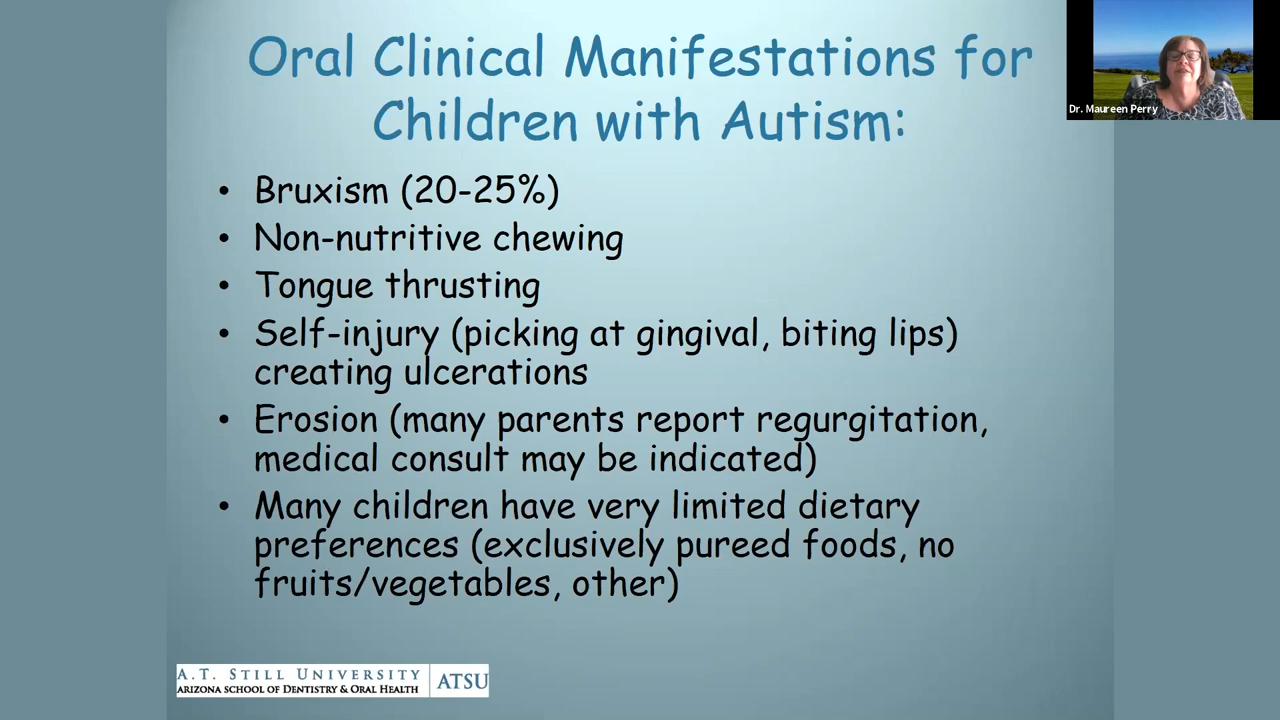 Oral Clinical Manifestations for
Children with Autism:
• Bruxism (20-25%)
• Non-nutritive chewing
• Tongue thrusting
• Self-injury (picking at gingival, biting lips)
creating ulcerations
• Erosion (many parents report regurgitation,
medical consult may be indicated)
• Many children have very limited dietary
preferences (exclusively pureed foods, no
fruits/vegetables, other)
A.T. STILL UNIVERSITY
ARIZONA SCHOOL OF DENTISTRY & ORAL HEALTH
ATSU
Dr. Maureen Perry